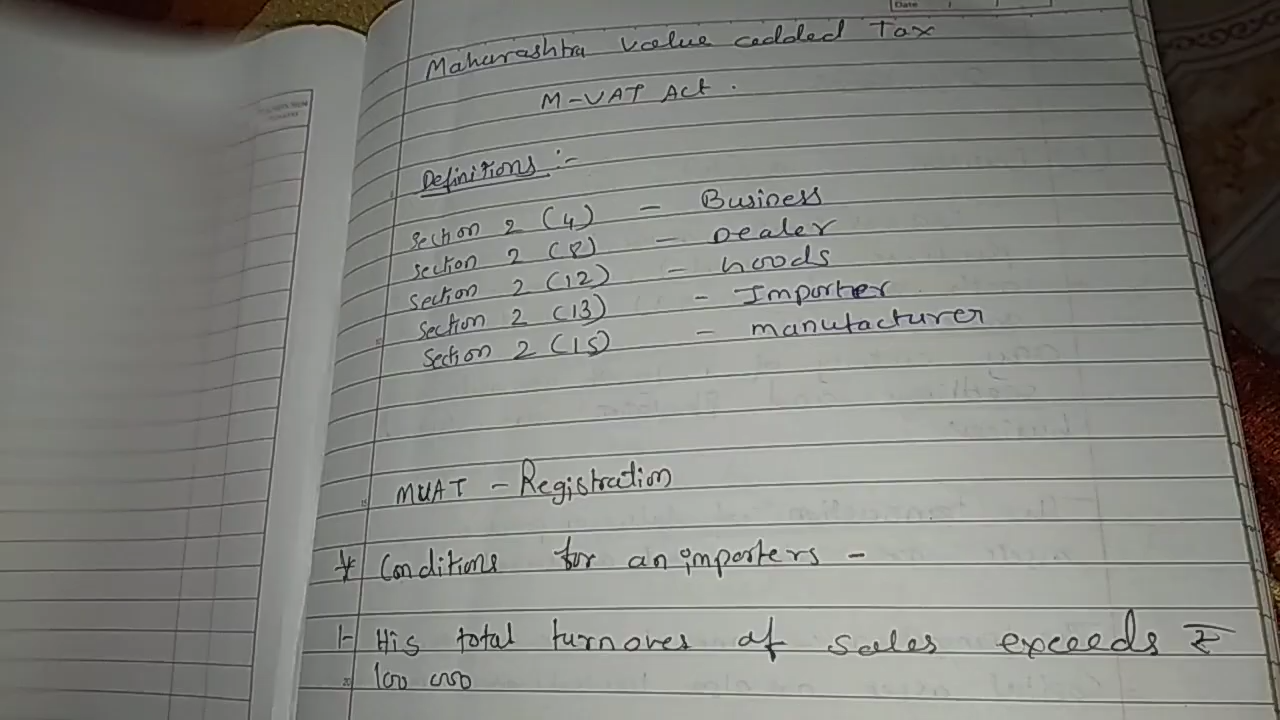 Date
Maharashtra Value added Tax
M-VAT Act.
Definitions :-
Section 2 (4) - Business
Section 2 (8) - Dealer
Section 2 (12) - Goods
Section 2 (13) - Importer
Section 2 (15) - manufacturer
MVAT - Registration
* Conditions for an importers -
1- His total turnover of sales exceeds ₹
100 000